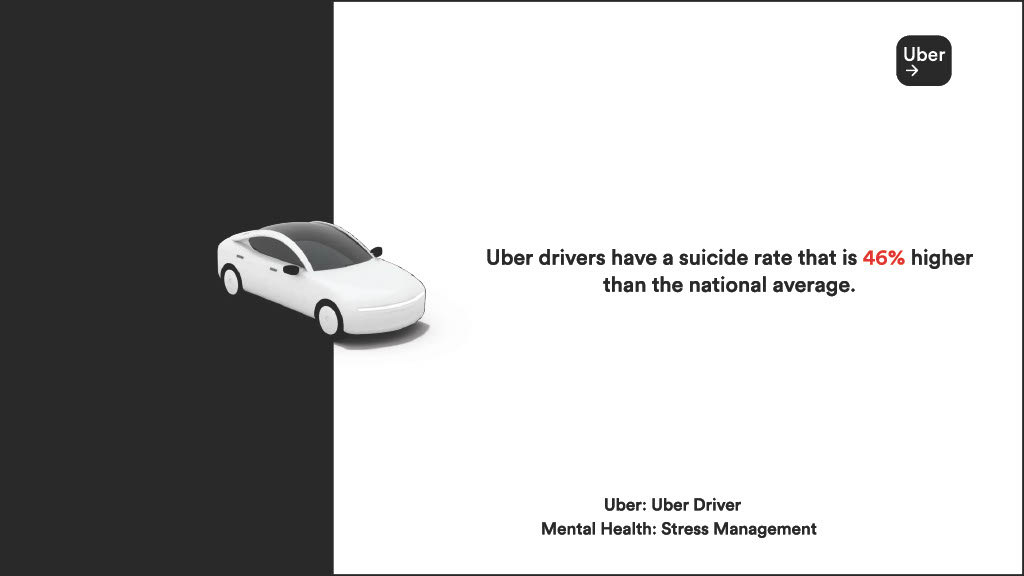 Uber
→
Uber drivers have a suicide rate that is 46% higher
than the national average.
Uber: Uber Driver
Mental Health: Stress Management